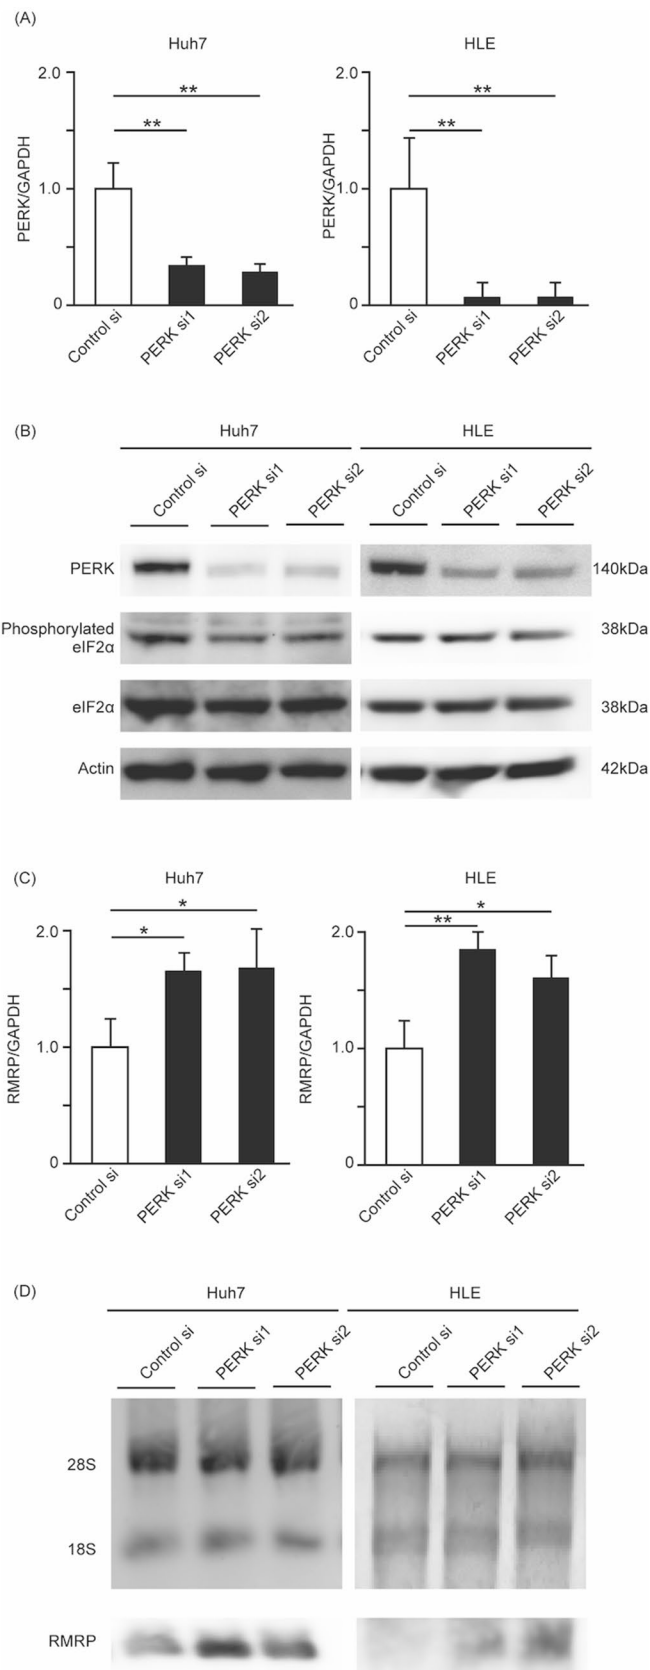 (A)
Huh7
HLE
2.0
**
**
1.0
0
PERK/GAPDH
Control si
PERK si1
PERK si2
2.0
**
**
1.0
0
PERK/GAPDH
Control si
PERK si1
PERK si2
(B)
Huh7
HLE
Control si
PERK si1
PERK si2
Control si
PERK si1
PERK si2
PERK
140kDa
Phosphorylated
eIF2α
38kDa
eIF2α
38kDa
Actin
42kDa
(C)
Huh7
HLE
2.0
*
*
1.0
0
RMRP/GAPDH
Control si
PERK si1
PERK si2
2.0
*
**
1.0
0
RMRP/GAPDH
Control si
PERK si1
PERK si2
(D)
Huh7
HLE
Control si
PERK si1
PERK si2
Control si
PERK si1
PERK si2
28S
18S
RMRP